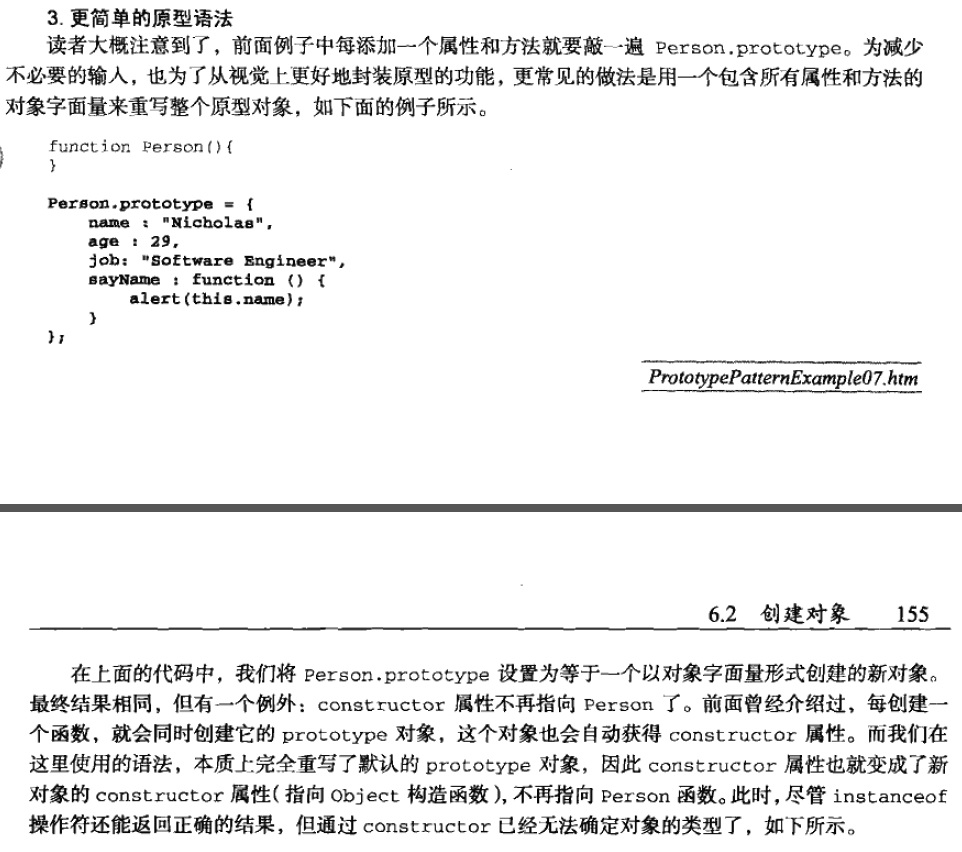 3. 更简单的原型语法
读者大概注意到了，前面例子中每添加一个属性和方法就要敲一遍 Person.prototype。为减少
不必要的输入，也为了从视觉上更好地封装原型的功能，更常见的做法是用一个包含所有属性和方法的
对象字面量来重写整个原型对象，如下面的例子所示。
function Person(){
}
Person.prototype = {
name : "Nicholas",
age : 29,
job: "Software Engineer",
sayName : function () {
alert(this.name);
}
};
PrototypePatternExample07.htm
6.2 创建对象 155
在上面的代码中，我们将 Person.prototype 设置为等于一个以对象字面量形式创建的新对象。
最终结果相同，但有一个例外：constructor 属性不再指向 Person 了。前面曾经介绍过，每创建一
个函数，就会同时创建它的 prototype 对象，这个对象也会自动获得 constructor 属性。而我们在
这里使用的语法，本质上完全重写了默认的 prototype 对象，因此 constructor 属性也就变成了新
对象的 constructor 属性（指向 Object 构造函数），不再指向 Person 函数。此时，尽管 instanceof
操作符还能返回正确的结果，但通过 constructor 已经无法确定对象的类型了，如下所示。